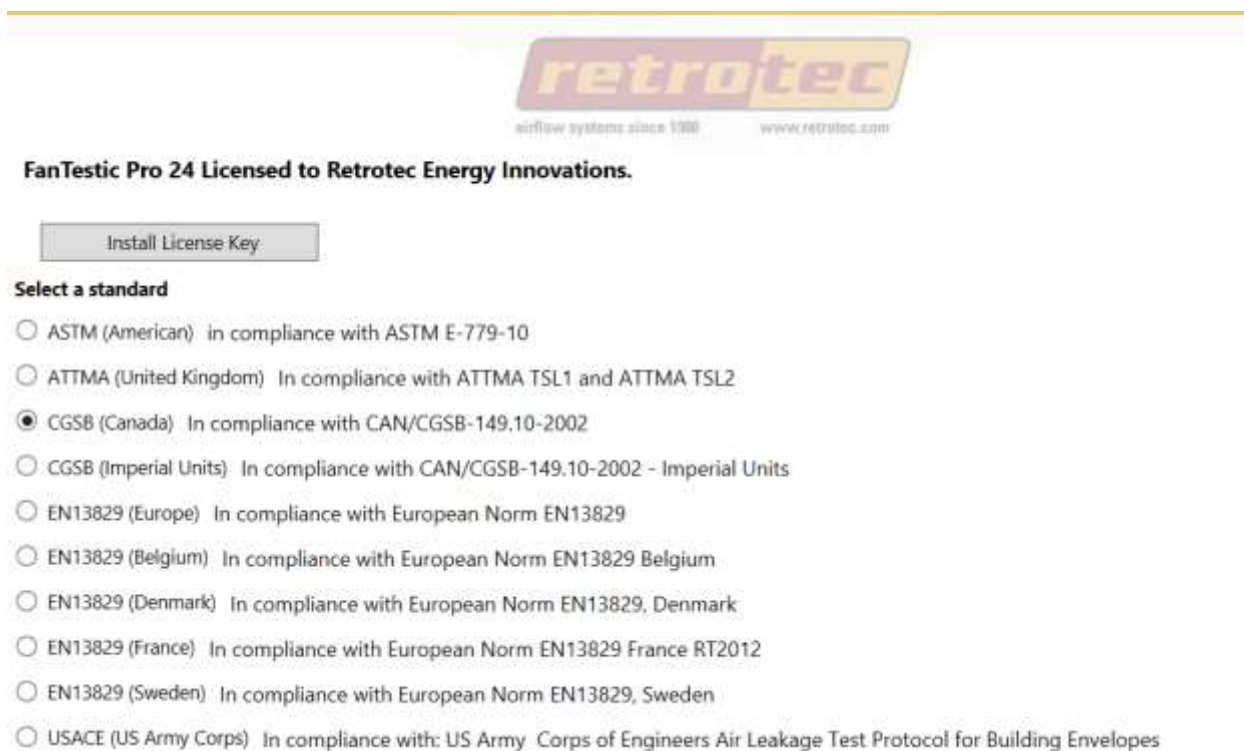 retrotec
airflow systems since 1980 www.retrotec.com
FanTestic Pro 24 Licensed to Retrotec Energy Innovations.
Install License Key
Select a standard
ASTM (American) in compliance with ASTM E-779-10
ATTMA (United Kingdom) In compliance with ATTMA TSL1 and ATTMA TSL2
CGSB (Canada) In compliance with CAN/CGSB-149.10-2002
CGSB (Imperial Units) In compliance with CAN/CGSB-149.10-2002 - Imperial Units
EN13829 (Europe) In compliance with European Norm EN13829
EN13829 (Belgium) In compliance with European Norm EN13829 Belgium
EN13829 (Denmark) In compliance with European Norm EN13829, Denmark
EN13829 (France) In compliance with European Norm EN13829 France RT2012
EN13829 (Sweden) In compliance with European Norm EN13829, Sweden
USACE (US Army Corps) In compliance with: US Army Corps of Engineers Air Leakage Test Protocol for Building Envelopes